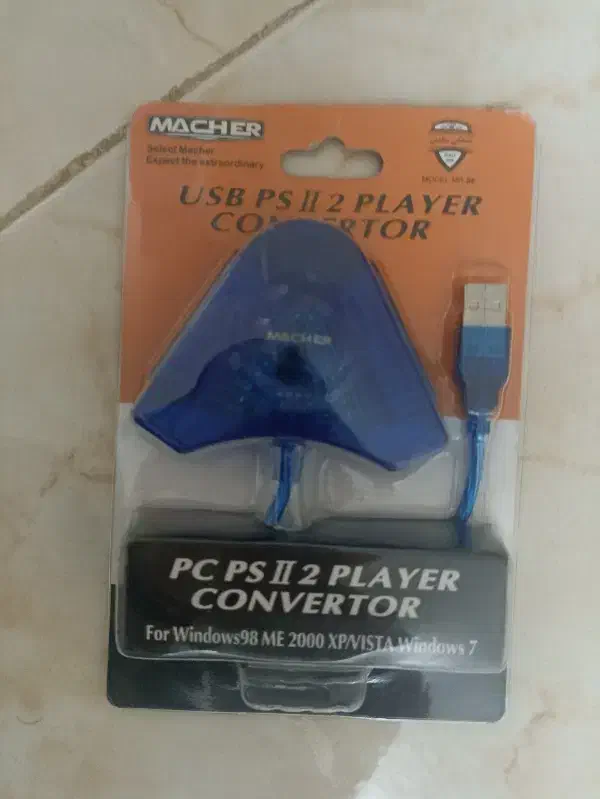 MACHER
Select Macher
Expect the extraordinary
USB PS II 2 PLAYER
MACHER
PC PS II 2 PLAYER
CONVERTOR
For Windows98 ME 2000 XP/VISTA Windows 7